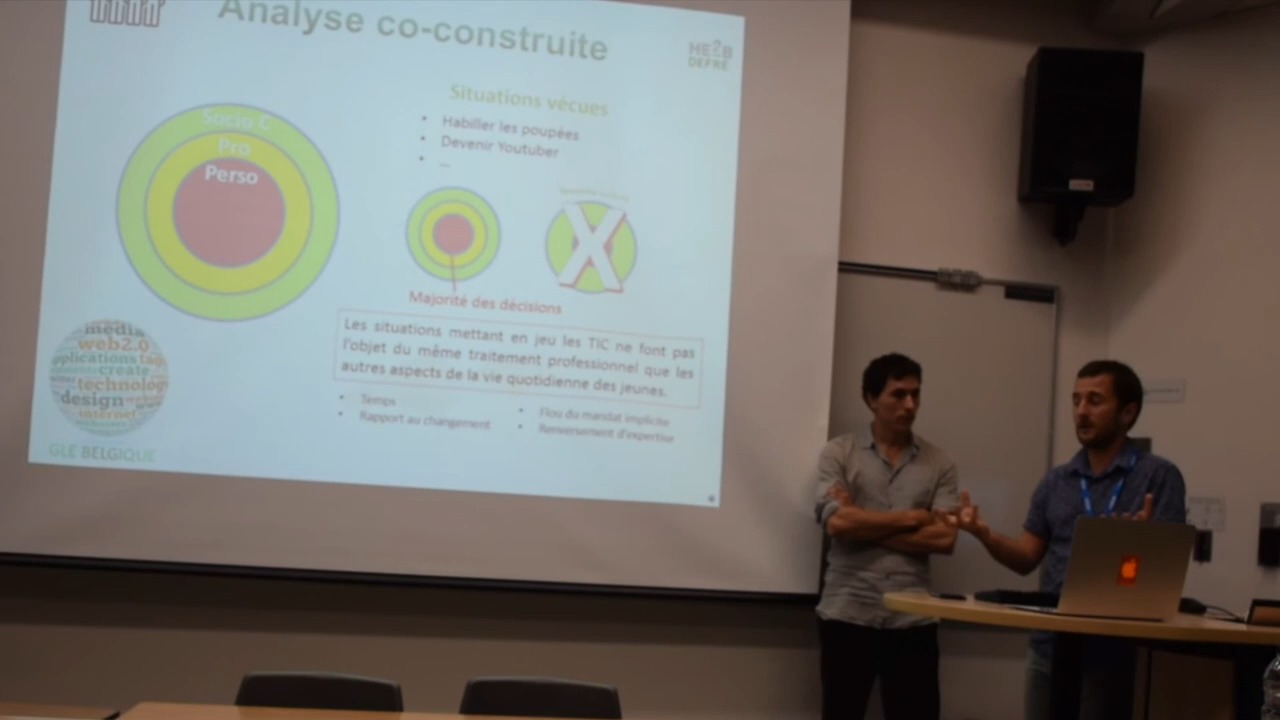 Analyse co-construite
HE2B
DEFRE
Situations vécues
• Habiller les poupées
• Devenir Youtuber
• ...
Socio E
Pro
Perso
X
Majorité des décisions
Les situations mettant en jeu les TIC ne font pas
l'objet du même traitement professionnel que les
autres aspects de la vie quotidienne des jeunes.
• Temps
• Rapport au changement
• Flou du mandat implicite
• Renversement d'expertise
media
web2.0
applications tag
create
technolog
design
internet
GLE BELGIQUE